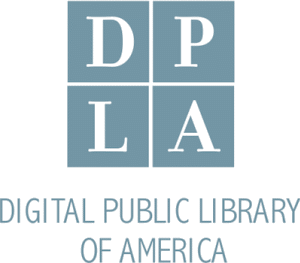 D P
L A
DIGITAL PUBLIC LIBRARY
OF AMERICA